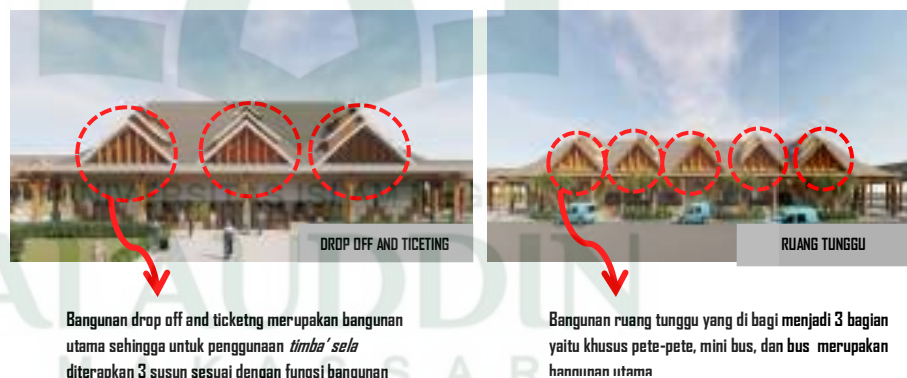 DROP OFF AND TICETING
RUANG TUNGGU
Bangunan drop off and ticketng merupakan bangunan
utama sehingga untuk penggunaan timba' sela
diterapkan 3 susun sesuai dengan fungsi bangunan
Bangunan ruang tunggu yang di bagi menjadi 3 bagian
yaitu khusus pete-pete, mini bus, dan bus merupakan
bangunan utama
ALAUDDIN
MAKASSAR